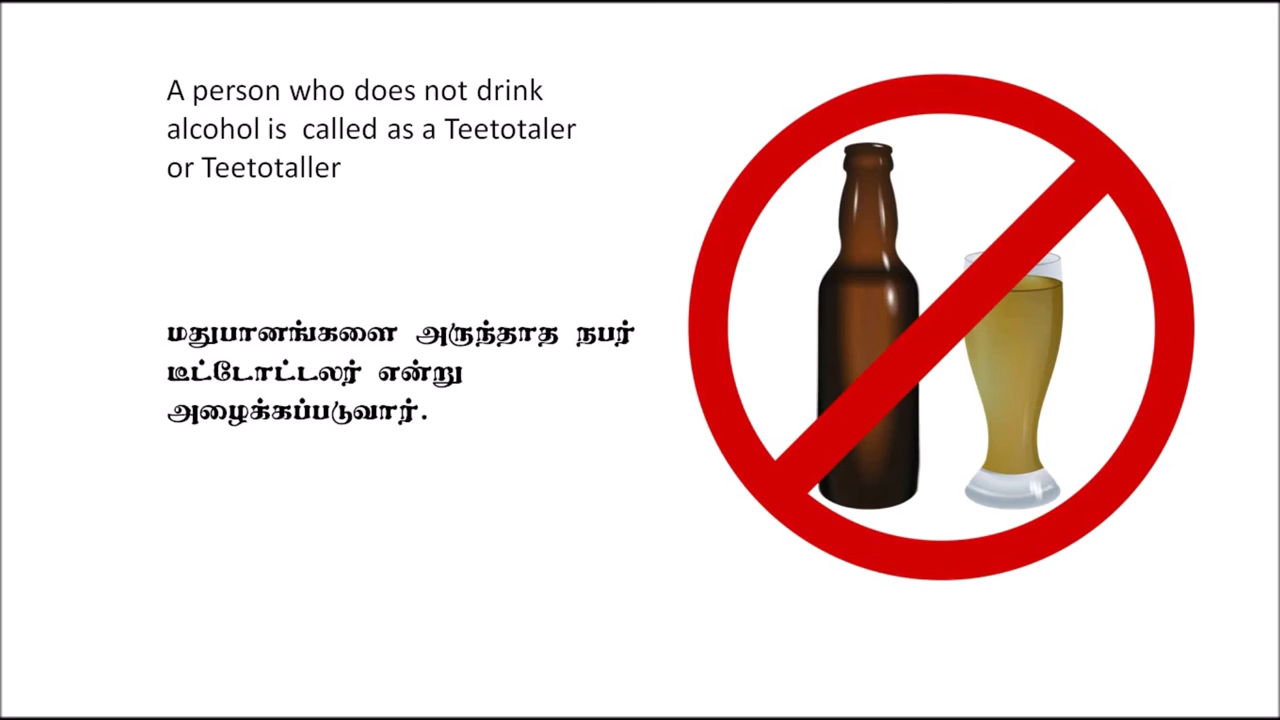 A person who does not drink
alcohol is  called as a Teetotaler
or Teetotaller
மதுபானங்களை அருந்தாத நபர்
டீட்டோட்டலர் என்று
அழைக்கப்படுவார்.